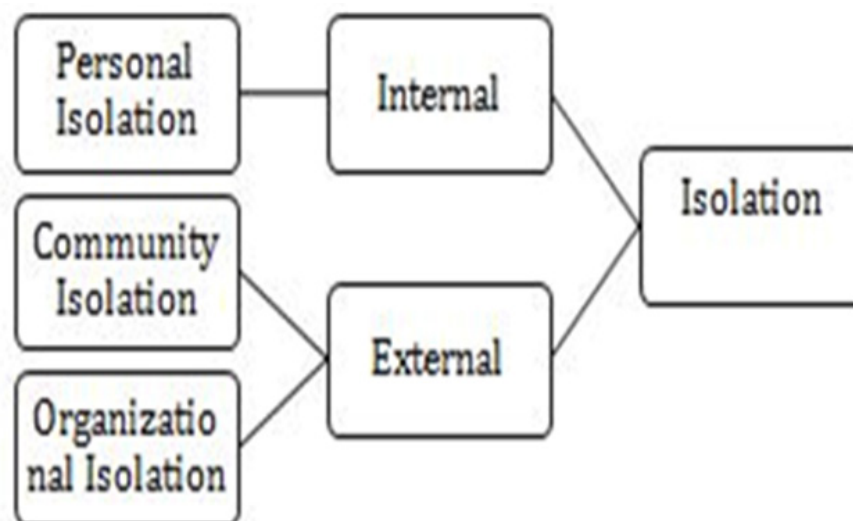 Personal
Isolation
Internal
Isolation
Community
Isolation
External
Organizatio
nal Isolation